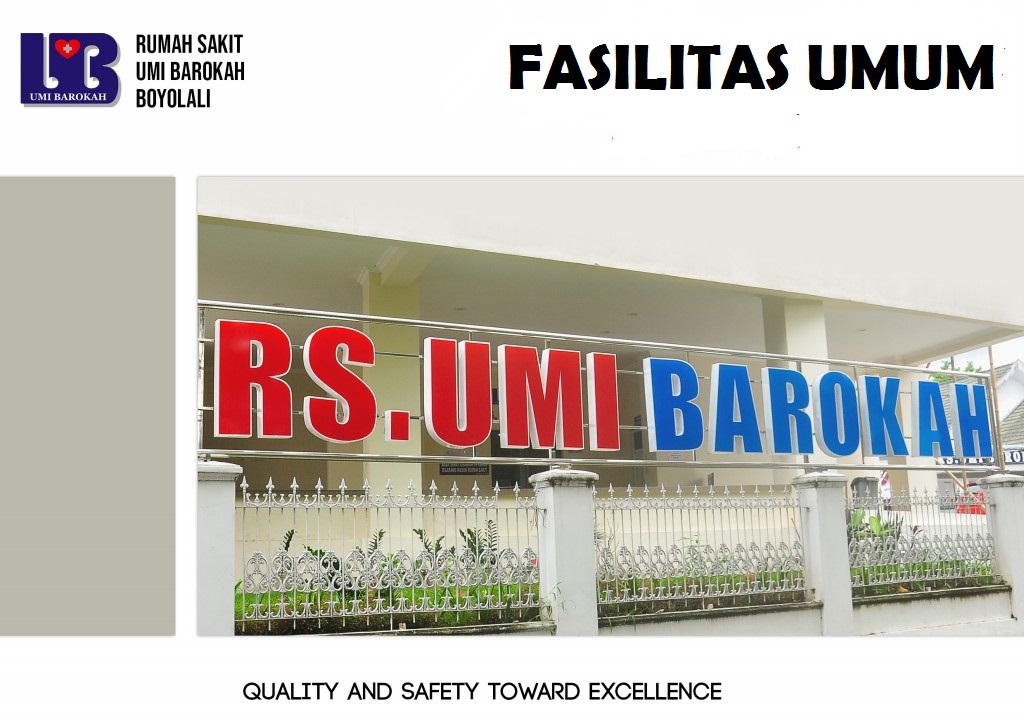 UMI BAROKAH
RUMAH SAKIT
UMI BAROKAH
BOYOLALI
FASILITAS UMUM
RS.UMI BAROKAH
QUALITY AND SAFETY TOWARD EXCELLENCE